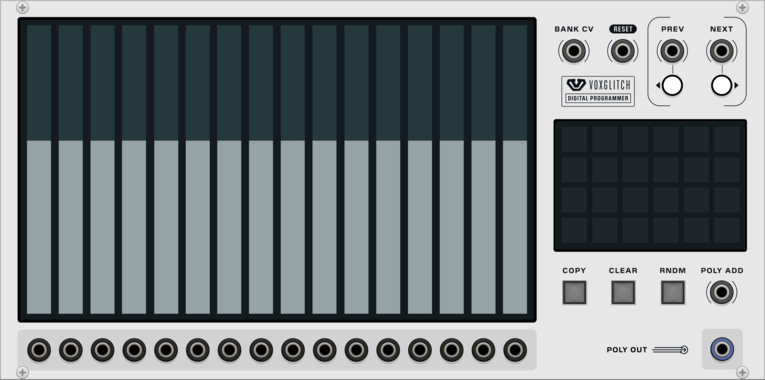 BANK CV
RESET
PREV
NEXT
VOXGLITCH
DIGITAL PROGRAMMER
COPY
CLEAR
RNDM
POLY ADD
POLY OUT